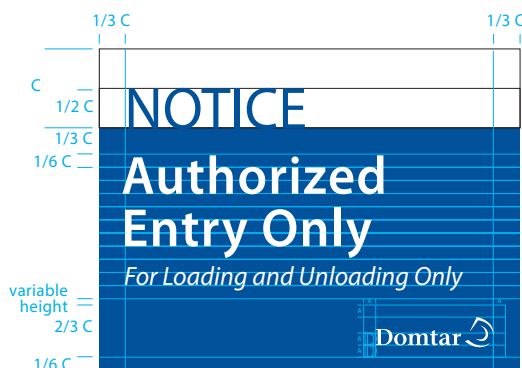 1/3 C 1/3 C
C
1/2 C
NOTICE
1/3 C
1/6 C
Authorized
Entry Only
For Loading and Unloading Only
variable
height
A A
2/3 C
A
Domtar
A
B
1/6 C